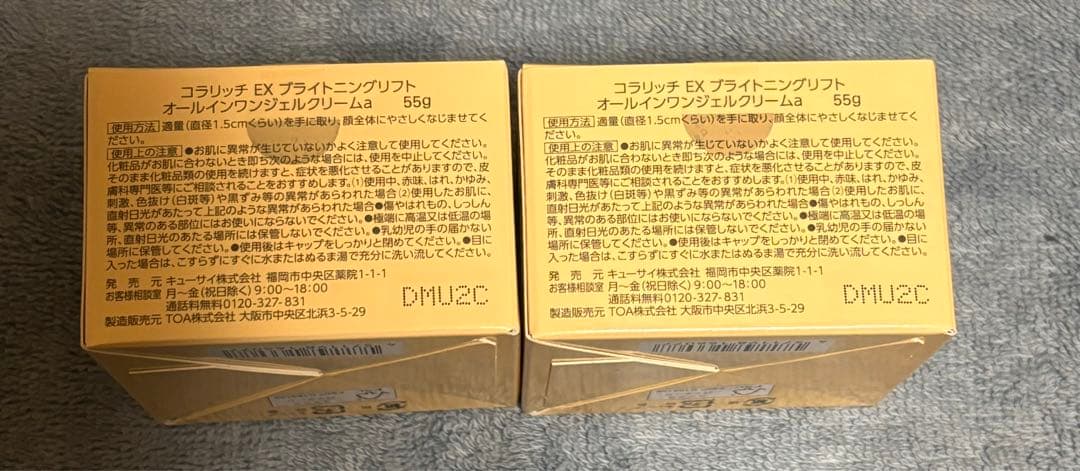 コラリッチ EX ブライトニングリフト
オールインワンジェルクリームa 55g
使用方法 適量(直径1.5cmくらい)を手に取り、顔全体にやさしくなじませてく
ださい。
使用上の注意 ●お肌に異常が生じていないかよく注意して使用してください。
化粧品がお肌に合わないとき即ち次のような場合には、使用を中止してください。
そのまま化粧品類の使用を続けますと、症状を悪化させることがありますので、皮
膚科専門医等にご相談されることをおすすめします。(1)使用中、赤味、はれ、かゆみ、
刺激、色抜け(白斑等)や黒ずみ等の異常があらわれた場合(2)使用したお肌に、
直射日光があたって上記のような異常があらわれた場合●傷やはれもの、しっしん
等、異常のある部位にはお使いにならないでください。●極端に高温又は低温の場
所、直射日光のあたる場所には保管しないでください。●乳幼児の手の届かない
場所に保管してください。●使用後はキャップをしっかりと閉めてください。●目に
入った場合は、こすらずにすぐに水またはぬるま湯で充分に洗い流してください。
発売元 キューサイ株式会社 福岡市中央区薬院1-1-1
お客様相談室 月～金(祝日除く) 9:00～18:00
通話料無料0120-327-831
製造販売元 TOA株式会社 大阪市中央区北浜3-5-29
DMU2C
コラリッチ EX ブライトニングリフト
オールインワンジェルクリームa 55g
使用方法 適量(直径1.5cmくらい)を手に取り、顔全体にやさしくなじませてく
ださい。
使用上の注意 ●お肌に異常が生じていないかよく注意して使用してください。
化粧品がお肌に合わないとき即ち次のような場合には、使用を中止してください。
そのまま化粧品類の使用を続けますと、症状を悪化させることがありますので、皮
膚科専門医等にご相談されることをおすすめします。(1)使用中、赤味、はれ、かゆみ、
刺激、色抜け(白斑等)や黒ずみ等の異常があらわれた場合(2)使用したお肌に、
直射日光があたって上記のような異常があらわれた場合●傷やはれもの、しっしん
等、異常のある部位にはお使いにならないでください。●極端に高温又は低温の場
所、直射日光のあたる場所には保管しないでください。●乳幼児の手の届かない
場所に保管してください。●使用後はキャップをしっかりと閉めてください。●目に
入った場合は、こすらずにすぐに水またはぬるま湯で充分に洗い流してください。
発売元 キューサイ株式会社 福岡市中央区薬院1-1-1
お客様相談室 月～金(祝日除く) 9:00～18:00
通話料無料0120-327-831
製造販売元 TOA株式会社 大阪市中央区北浜3-5-29
DMU2C